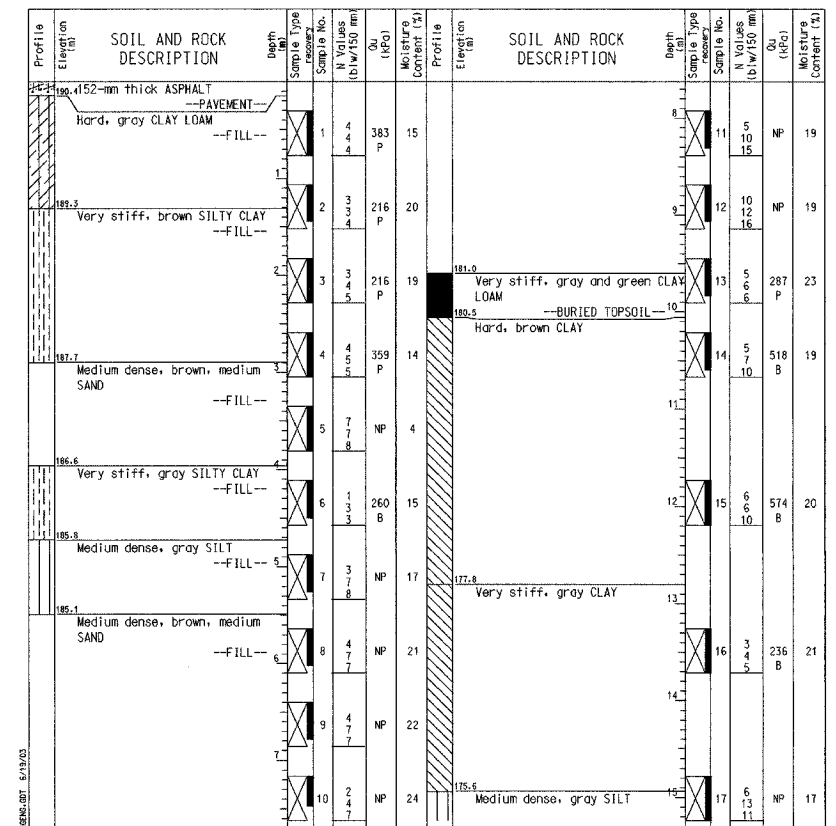 Profile
Elevation (m)
SOIL AND ROCK
DESCRIPTION
Depth (m)
Sample Type
recovery
Sample No.
N Values
(blw/150 mm)
Qu
(kPa)
Moisture
Content (%)
190.4 152-mm thick ASPHALT
--PAVEMENT--
Hard, gray CLAY LOAM
--FILL--
1 4 4 4 383 P 15
1
189.3
Very stiff, brown SILTY CLAY
--FILL--
2 3 3 4 216 P 20
2
3 3 4 5 216 P 19
187.7
Medium dense, brown, medium
SAND
--FILL--
3
4 4 5 5 359 P 14
5 7 7 8 NP 4
186.6
4
Very stiff, gray SILTY CLAY
--FILL--
6 1 3 3 260 B 15
185.8
Medium dense, gray SILT
--FILL--
5
7 3 7 8 NP 17
185.1
Medium dense, brown, medium
SAND
--FILL--
6
8 4 7 7 NP 21
9 4 7 7 NP 22
7
10 2 4 7 NP 24
Profile
Elevation (m)
SOIL AND ROCK
DESCRIPTION
Depth (m)
Sample Type
recovery
Sample No.
N Values
(blw/150 mm)
Qu
(kPa)
Moisture
Content (%)
8
11 5 10 15 NP 19
9
12 10 12 16 NP 19
181.0
Very stiff, gray and green CLAY
LOAM
13 5 6 6 287 P 23
--BURIED TOPSOIL--
10
180.5
Hard, brown CLAY
14 5 7 10 518 B 19
11
12
15 6 6 10 574 B 20
177.8
Very stiff, gray CLAY
13
16 3 4 5 236 B 21
14
175.6
15
Medium dense, gray SILT
17 6 13 11 NP 17
GENG.GDT 6/19/03